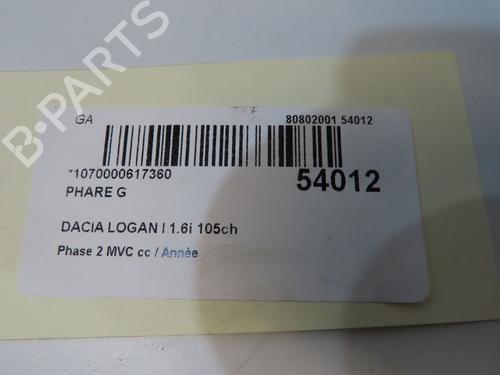 B-PARTS
GA
80802001 54012
*1070000617360
54012
PHARE G
DACIA LOGAN I 1.6i 105ch
Phase 2 MVC cc / Année